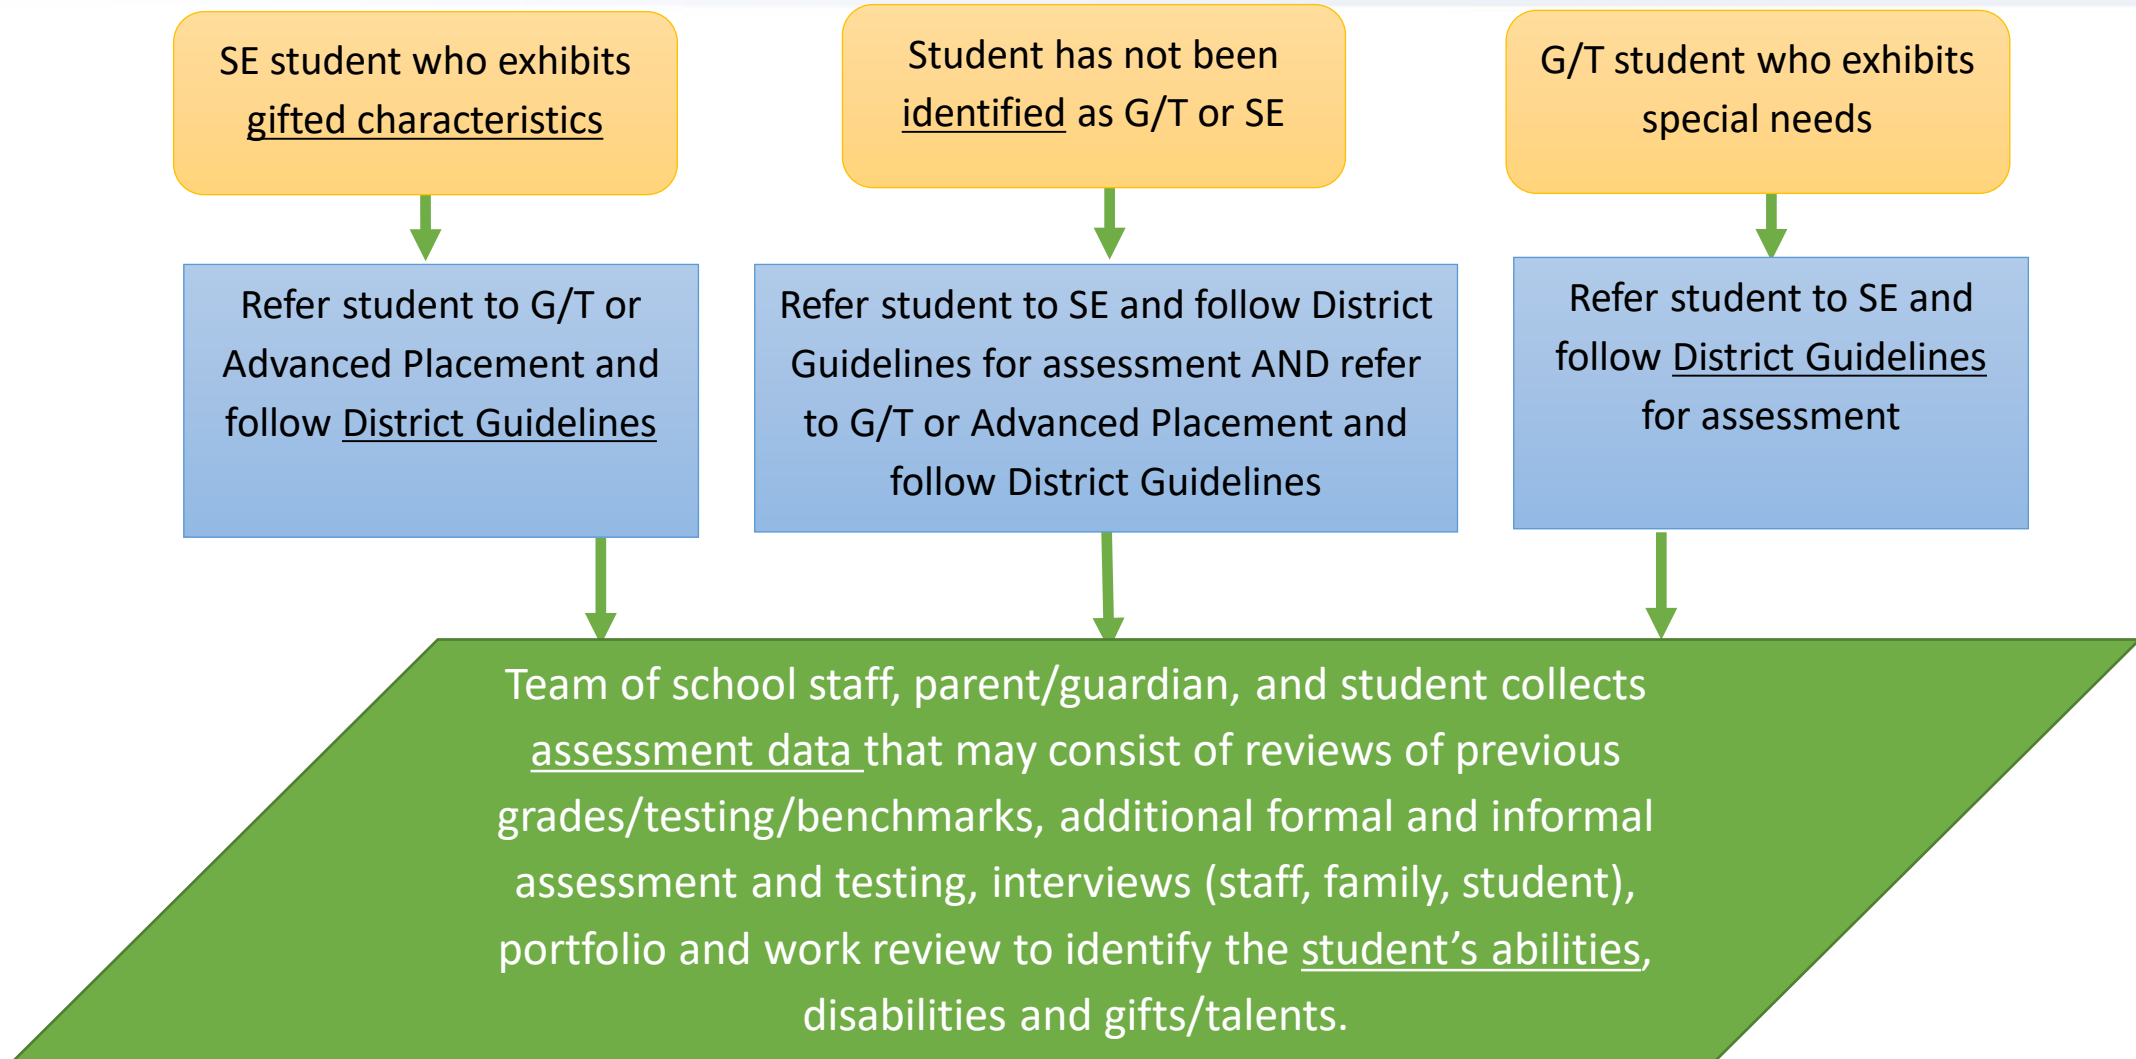 SE student who exhibits
gifted characteristics
Student has not been
identified as G/T or SE
G/T student who exhibits
special needs
Refer student to G/T or
Advanced Placement and
follow District Guidelines
Refer student to SE and follow District
Guidelines for assessment AND refer
to G/T or Advanced Placement and
follow District Guidelines
Refer student to SE and
follow District Guidelines
for assessment
Team of school staff, parent/guardian, and student collects
assessment data that may consist of reviews of previous
grades/testing/benchmarks, additional formal and informal
assessment and testing, interviews (staff, family, student),
portfolio and work review to identify the student’s abilities,
disabilities and gifts/talents.